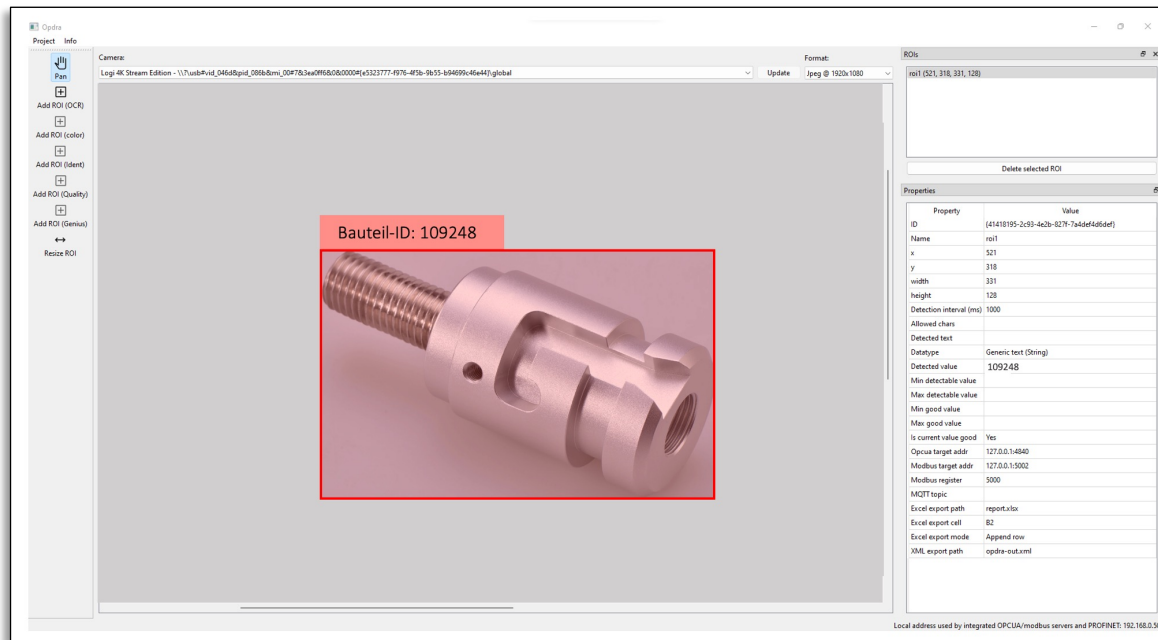 Opdra
Project Info
Pan
Add ROI (OCR)
Add ROI (color)
Add ROI (Ident)
Add ROI (Quality)
Add ROI (Genius)
Resize ROI
Camera:
Format:
Logi 4K Stream Edition - \\?\usb#vid_046d&pid_086b&mi_00#7&3ea0ff6&0&0000#{e5323777-f976-4f5b-9b55-b94699c46e44}\global
Update
Jpeg @ 1920x1080
Bauteil-ID: 109248
ROIs
roi1 (521, 318, 331, 128)
Delete selected ROI
Properties
Property Value
ID {41418195-2c93-4e2b-827f-7a4def4d6def}
Name roi1
x 521
y 318
width 331
height 128
Detection interval (ms) 1000
Allowed chars
Detected text
Datatype Generic text (String)
Detected value 109248
Min detectable value
Max detectable value
Min good value
Max good value
Is current value good Yes
Opcua target addr 127.0.0.1:4840
Modbus target addr 127.0.0.1:5002
Modbus register 5000
MQTT topic
Excel export path report.xlsx
Excel export cell B2
Excel export mode Append row
XML export path opdra-out.xml
Local address used by integrated OPCUA/modbus servers and PROFINET: